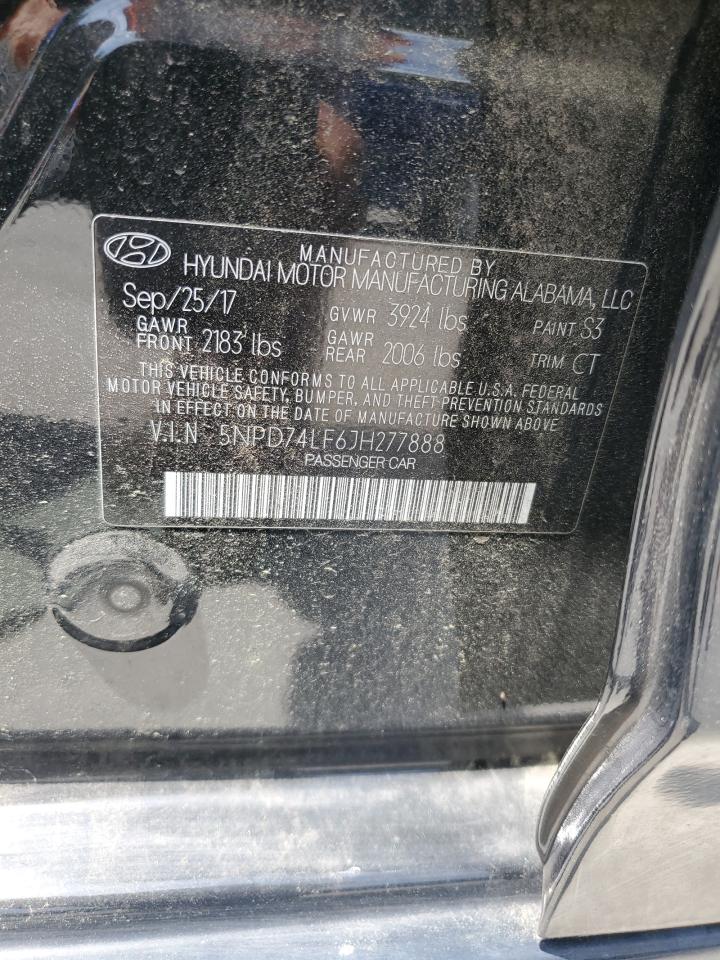 MANUFACTURED BY
HYUNDAI MOTOR MANUFACTURING ALABAMA, LLC
Sep/25/17 GVWR 3924 lbs PAINT S3
GAWR FRONT 2183 lbs GAWR REAR 2006 lbs TRIM CT
THIS VEHICLE CONFORMS TO ALL APPLICABLE U.S.A. FEDERAL
MOTOR VEHICLE SAFETY, BUMPER, AND THEFT PREVENTION STANDARDS
IN EFFECT ON THE DATE OF MANUFACTURE SHOWN ABOVE.
V.I.N 5NPD74LF6JH277888
PASSENGER CAR